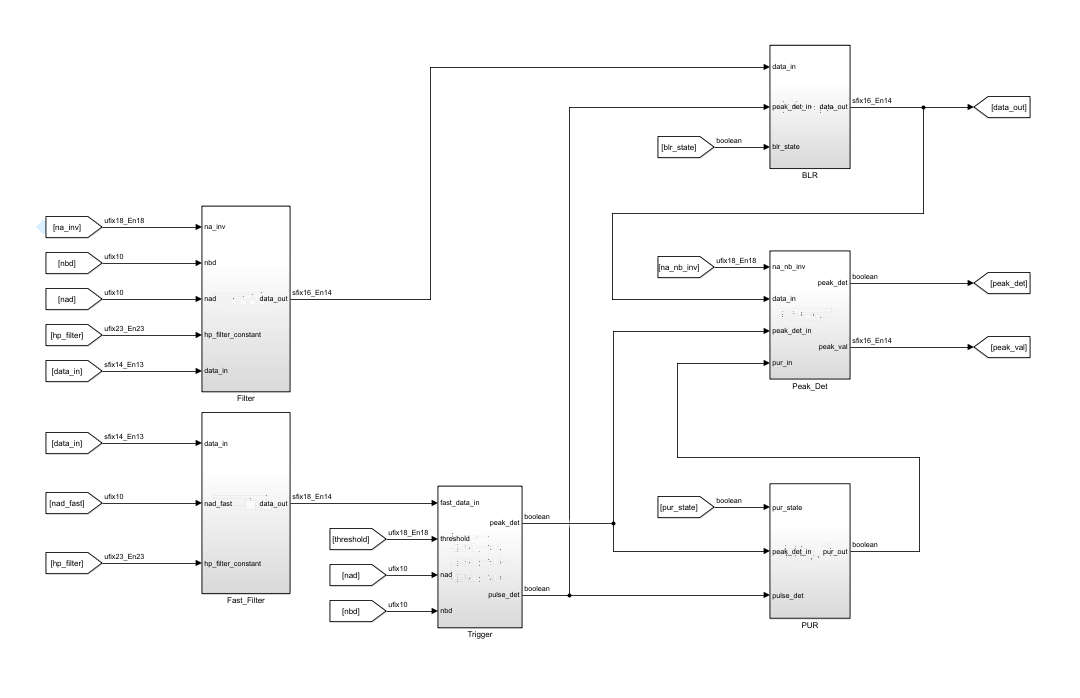 data_in
peak_det_in
data_out
sfix16_En14
[data_out]
[blr_state]
boolean
blr_state
BLR
[na_inv]
ufix18_En18
na_inv
[nbd]
ufix10
nbd
[nad]
ufix10
nad
data_out
sfix16_En14
[hp_filter]
ufix23_En23
hp_filter_constant
[data_in]
sfix14_En13
data_in
Filter
[na_nb_inv]
ufix18_En18
na_nb_inv
peak_det
boolean
[peak_det]
data_in
peak_det_in
peak_val
sfix16_En14
[peak_val]
pur_in
Peak_Det
[data_in]
sfix14_En13
data_in
[nad_fast]
ufix10
nad_fast
data_out
sfix18_En14
[hp_filter]
ufix23_En23
hp_filter_constant
Fast_Filter
fast_data_in
peak_det
boolean
[threshold]
ufix18_En18
threshold
[nad]
ufix10
nad
pulse_det
boolean
[nbd]
ufix10
nbd
Trigger
[pur_state]
boolean
pur_state
peak_det_in
pur_out
boolean
pulse_det
PUR